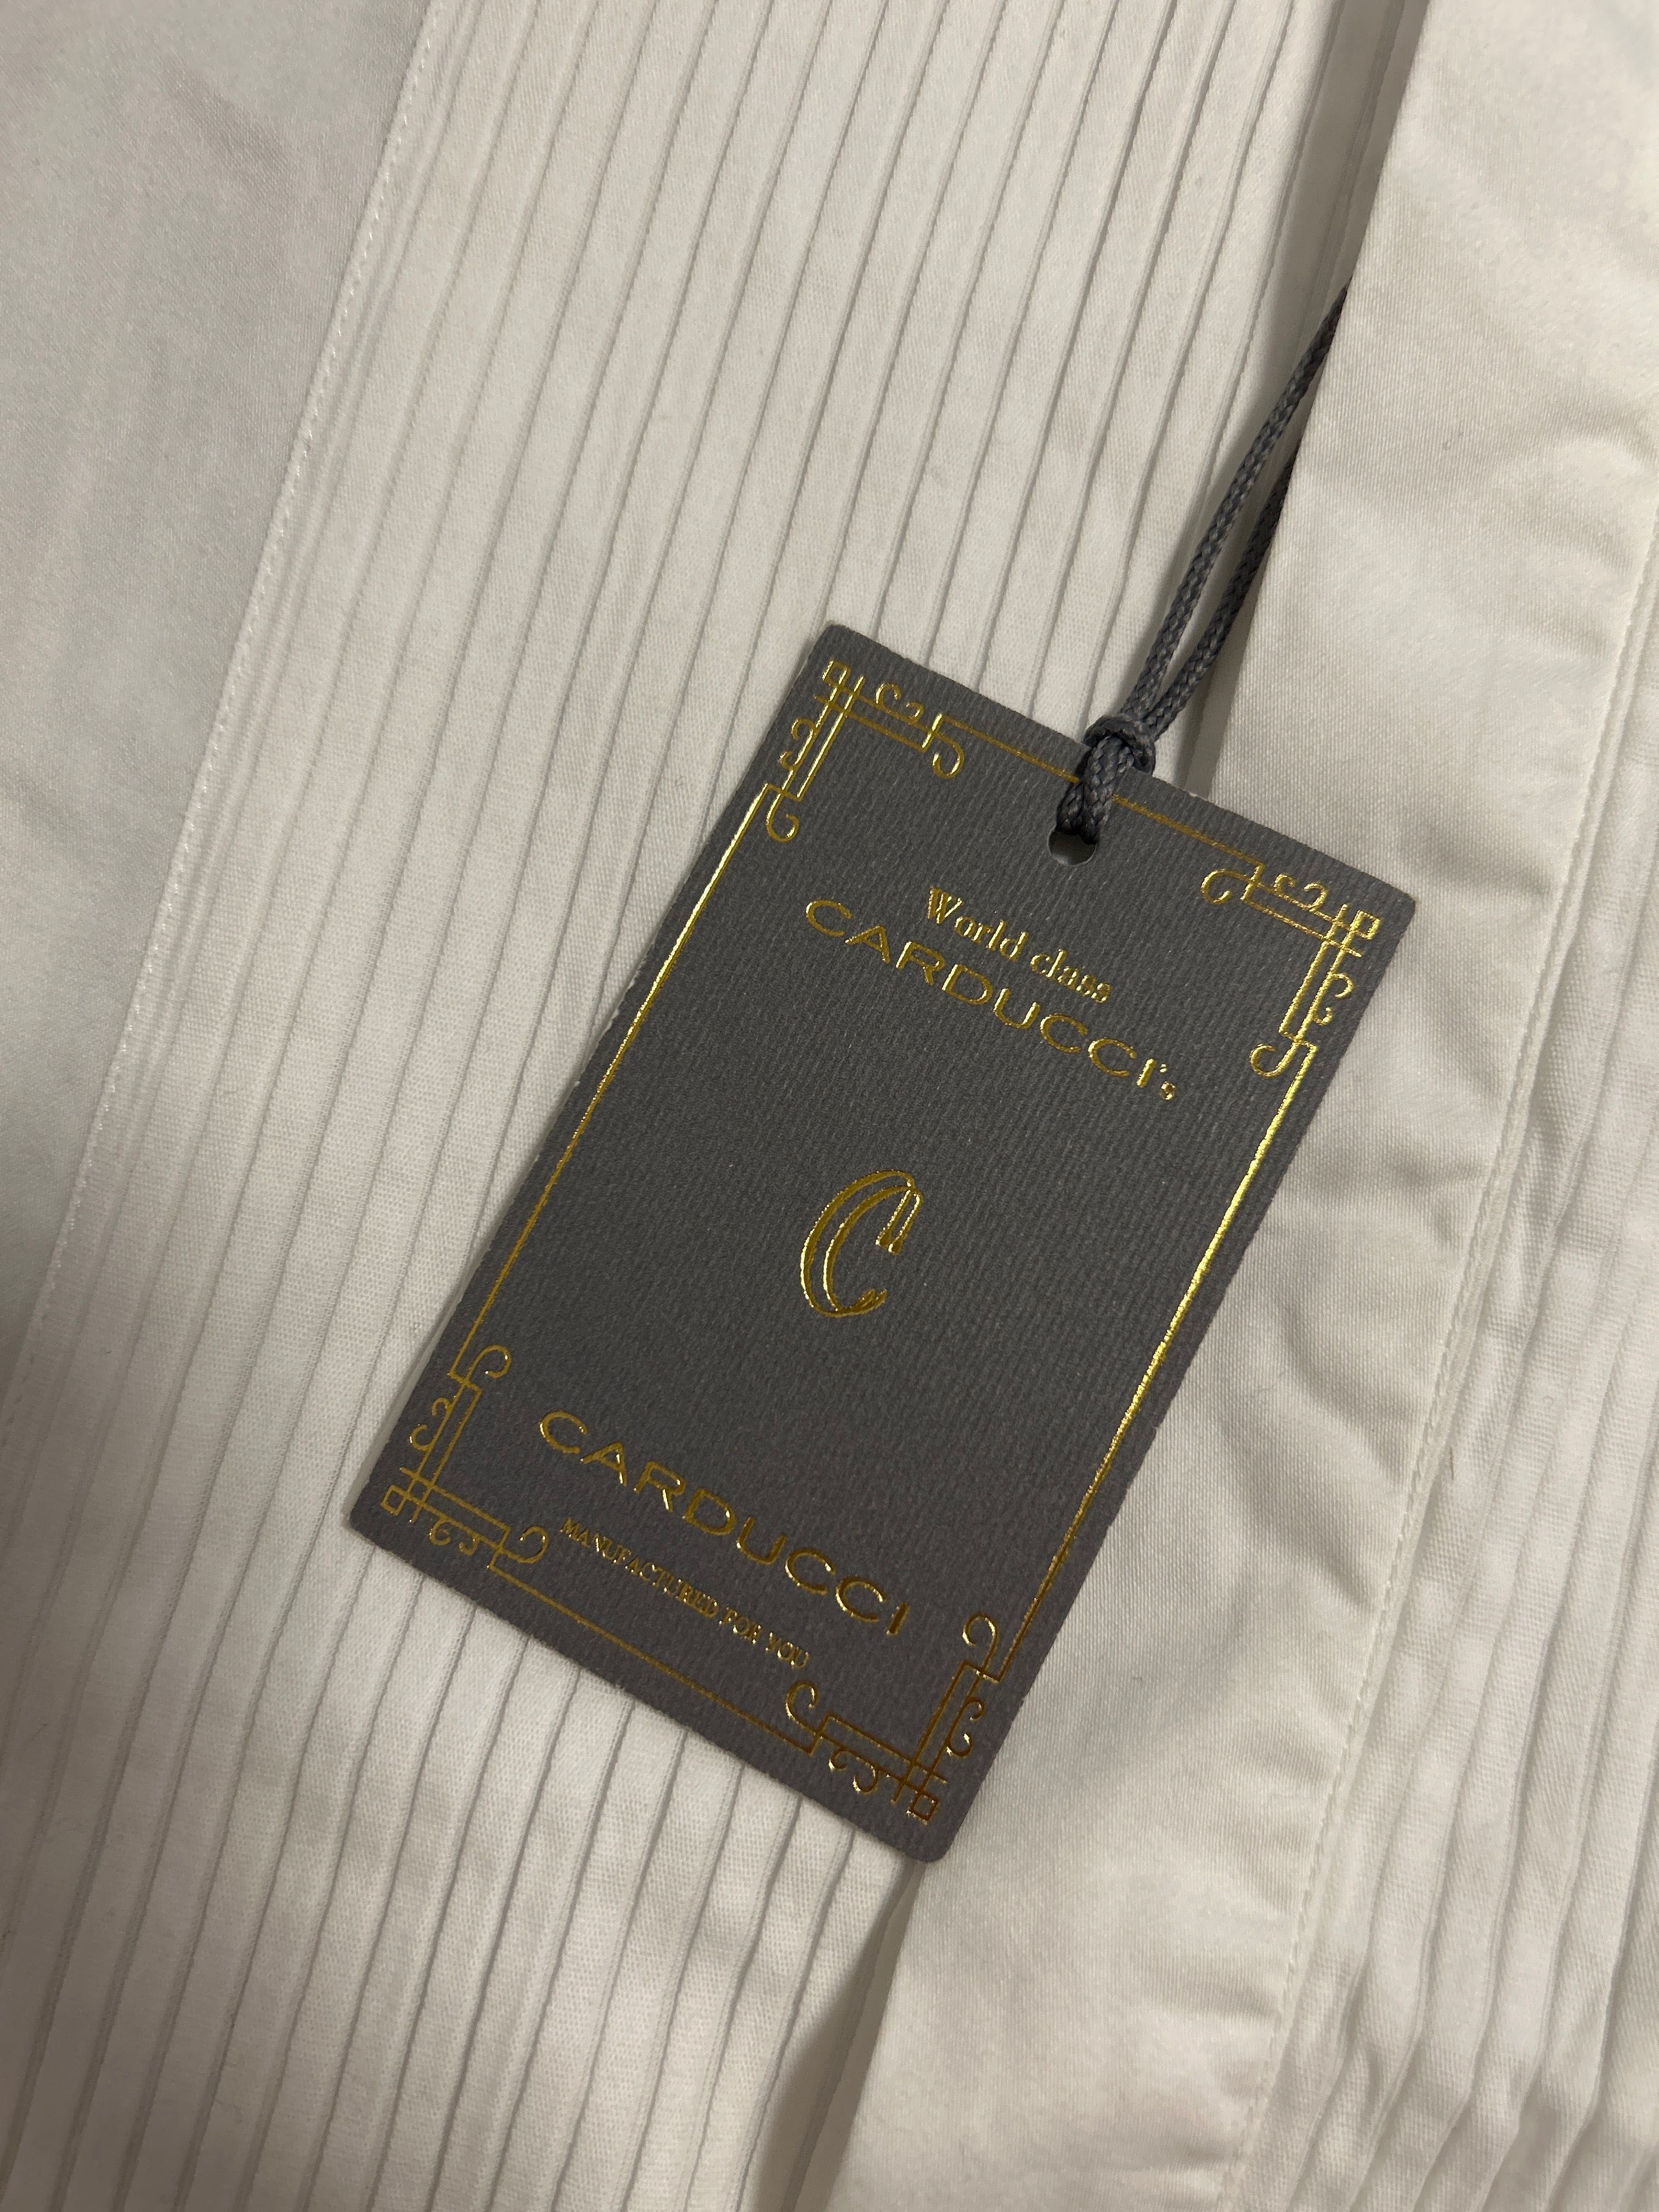 World class
CARDUCCI's
C
CARDUCCI
MANUFACTURED FOR YOU